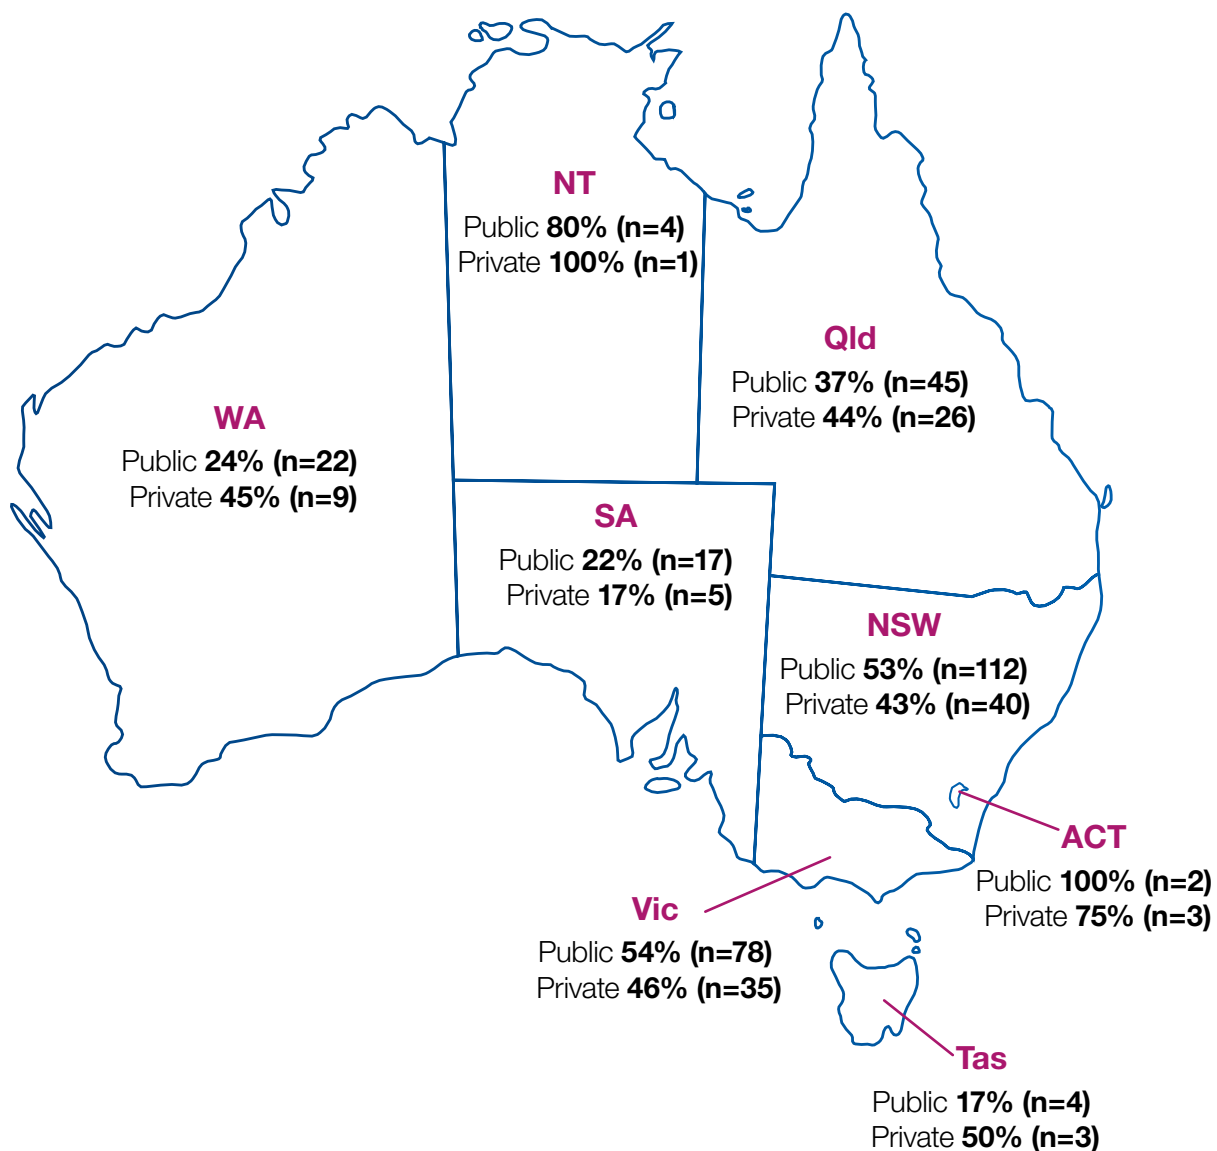 NT
Public 80% (n=4)
Private 100% (n=1)
Qld
Public 37% (n=45)
Private 44% (n=26)
WA
Public 24% (n=22)
Private 45% (n=9)
SA
Public 22% (n=17)
Private 17% (n=5)
NSW
Public 53% (n=112)
Private 43% (n=40)
ACT
Public 100% (n=2)
Private 75% (n=3)
Vic
Public 54% (n=78)
Private 46% (n=35)
Tas
Public 17% (n=4)
Private 50% (n=3)